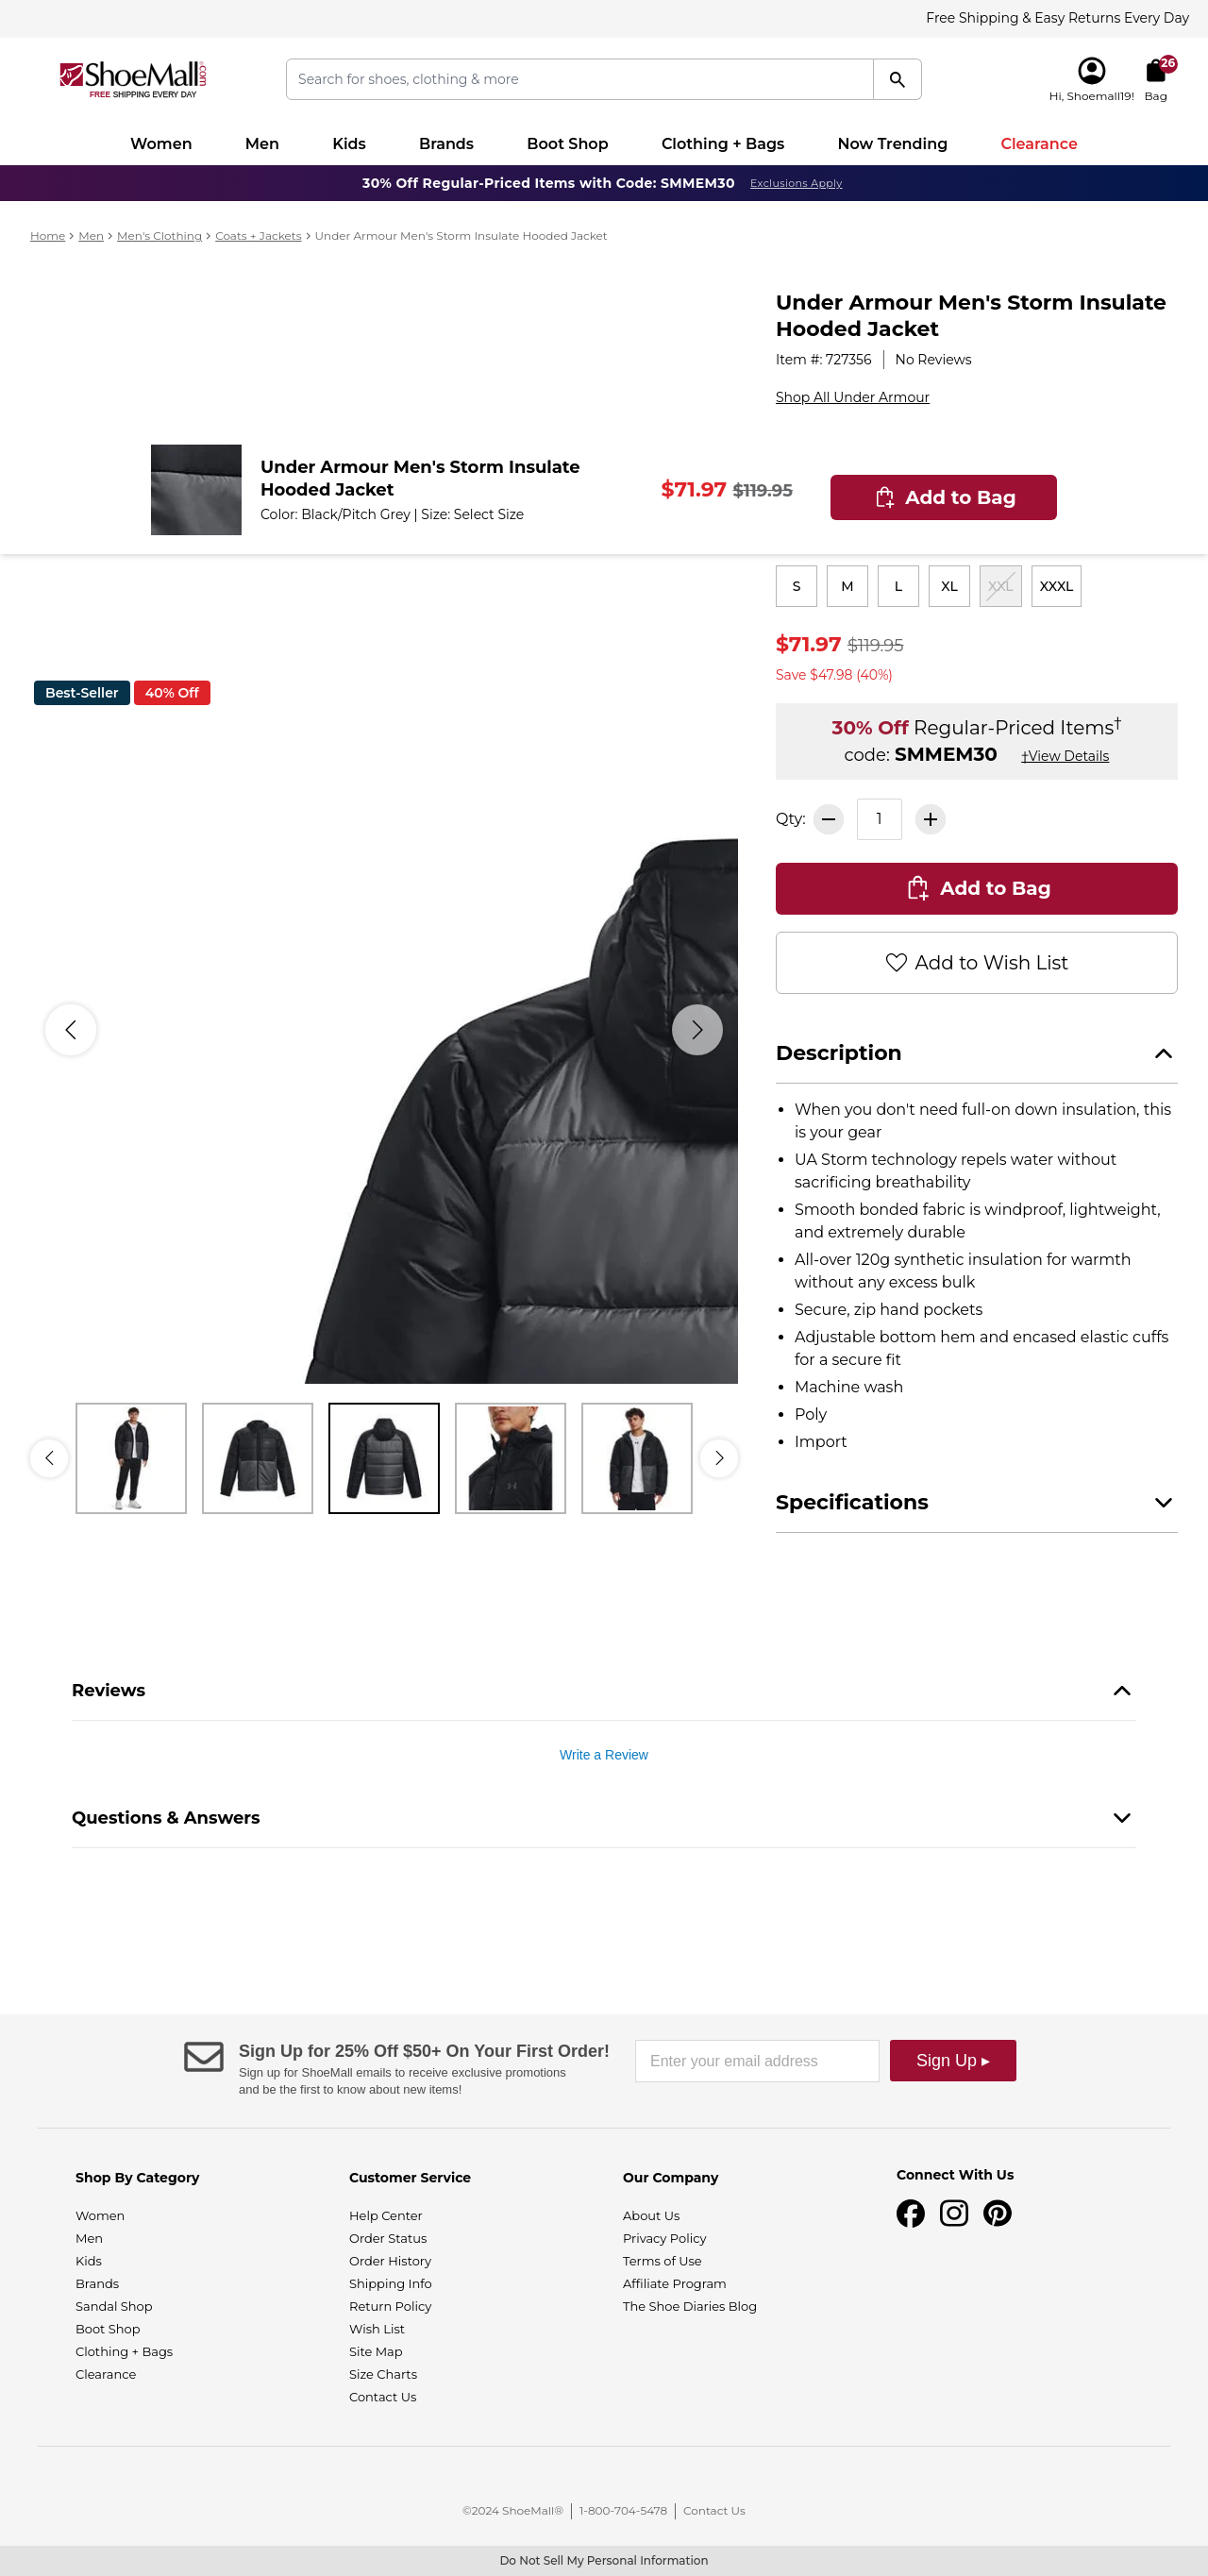 Free Shipping & Easy Returns Every Day
ShoeMall.com
FREE SHIPPING EVERY DAY
Search for shoes, clothing & more
26
Hi, Shoemall19!
Bag
Women
Men
Kids
Brands
Boot Shop
Clothing + Bags
Now Trending
Clearance
30% Off Regular-Priced Items with Code: SMMEM30 Exclusions Apply
Home > Men > Men's Clothing > Coats + Jackets > Under Armour Men's Storm Insulate Hooded Jacket
Under Armour Men's Storm Insulate
Hooded Jacket
Item #: 727356 | No Reviews
Shop All Under Armour
Under Armour Men's Storm Insulate
Hooded Jacket
Color: Black/Pitch Grey | Size: Select Size
$71.97 $119.95
Add to Bag
S
M
L
XL
XXL
XXXL
$71.97 $119.95
Save $47.98 (40%)
Best-Seller
40% Off
30% Off Regular-Priced Items†
code: SMMEM30 †View Details
Qty:
1
Add to Bag
Add to Wish List
Description
• When you don't need full-on down insulation, this
is your gear
• UA Storm technology repels water without
sacrificing breathability
• Smooth bonded fabric is windproof, lightweight,
and extremely durable
• All-over 120g synthetic insulation for warmth
without any excess bulk
• Secure, zip hand pockets
• Adjustable bottom hem and encased elastic cuffs
for a secure fit
• Machine wash
• Poly
• Import
Specifications
Reviews
Write a Review
Questions & Answers
Sign Up for 25% Off $50+ On Your First Order!
Sign up for ShoeMall emails to receive exclusive promotions
and be the first to know about new items!
Enter your email address
Sign Up ▸
Shop By Category
Women
Men
Kids
Brands
Sandal Shop
Boot Shop
Clothing + Bags
Clearance
Customer Service
Help Center
Order Status
Order History
Shipping Info
Return Policy
Wish List
Site Map
Size Charts
Contact Us
Our Company
About Us
Privacy Policy
Terms of Use
Affiliate Program
The Shoe Diaries Blog
Connect With Us
©2024 ShoeMall® | 1-800-704-5478 | Contact Us
Do Not Sell My Personal Information